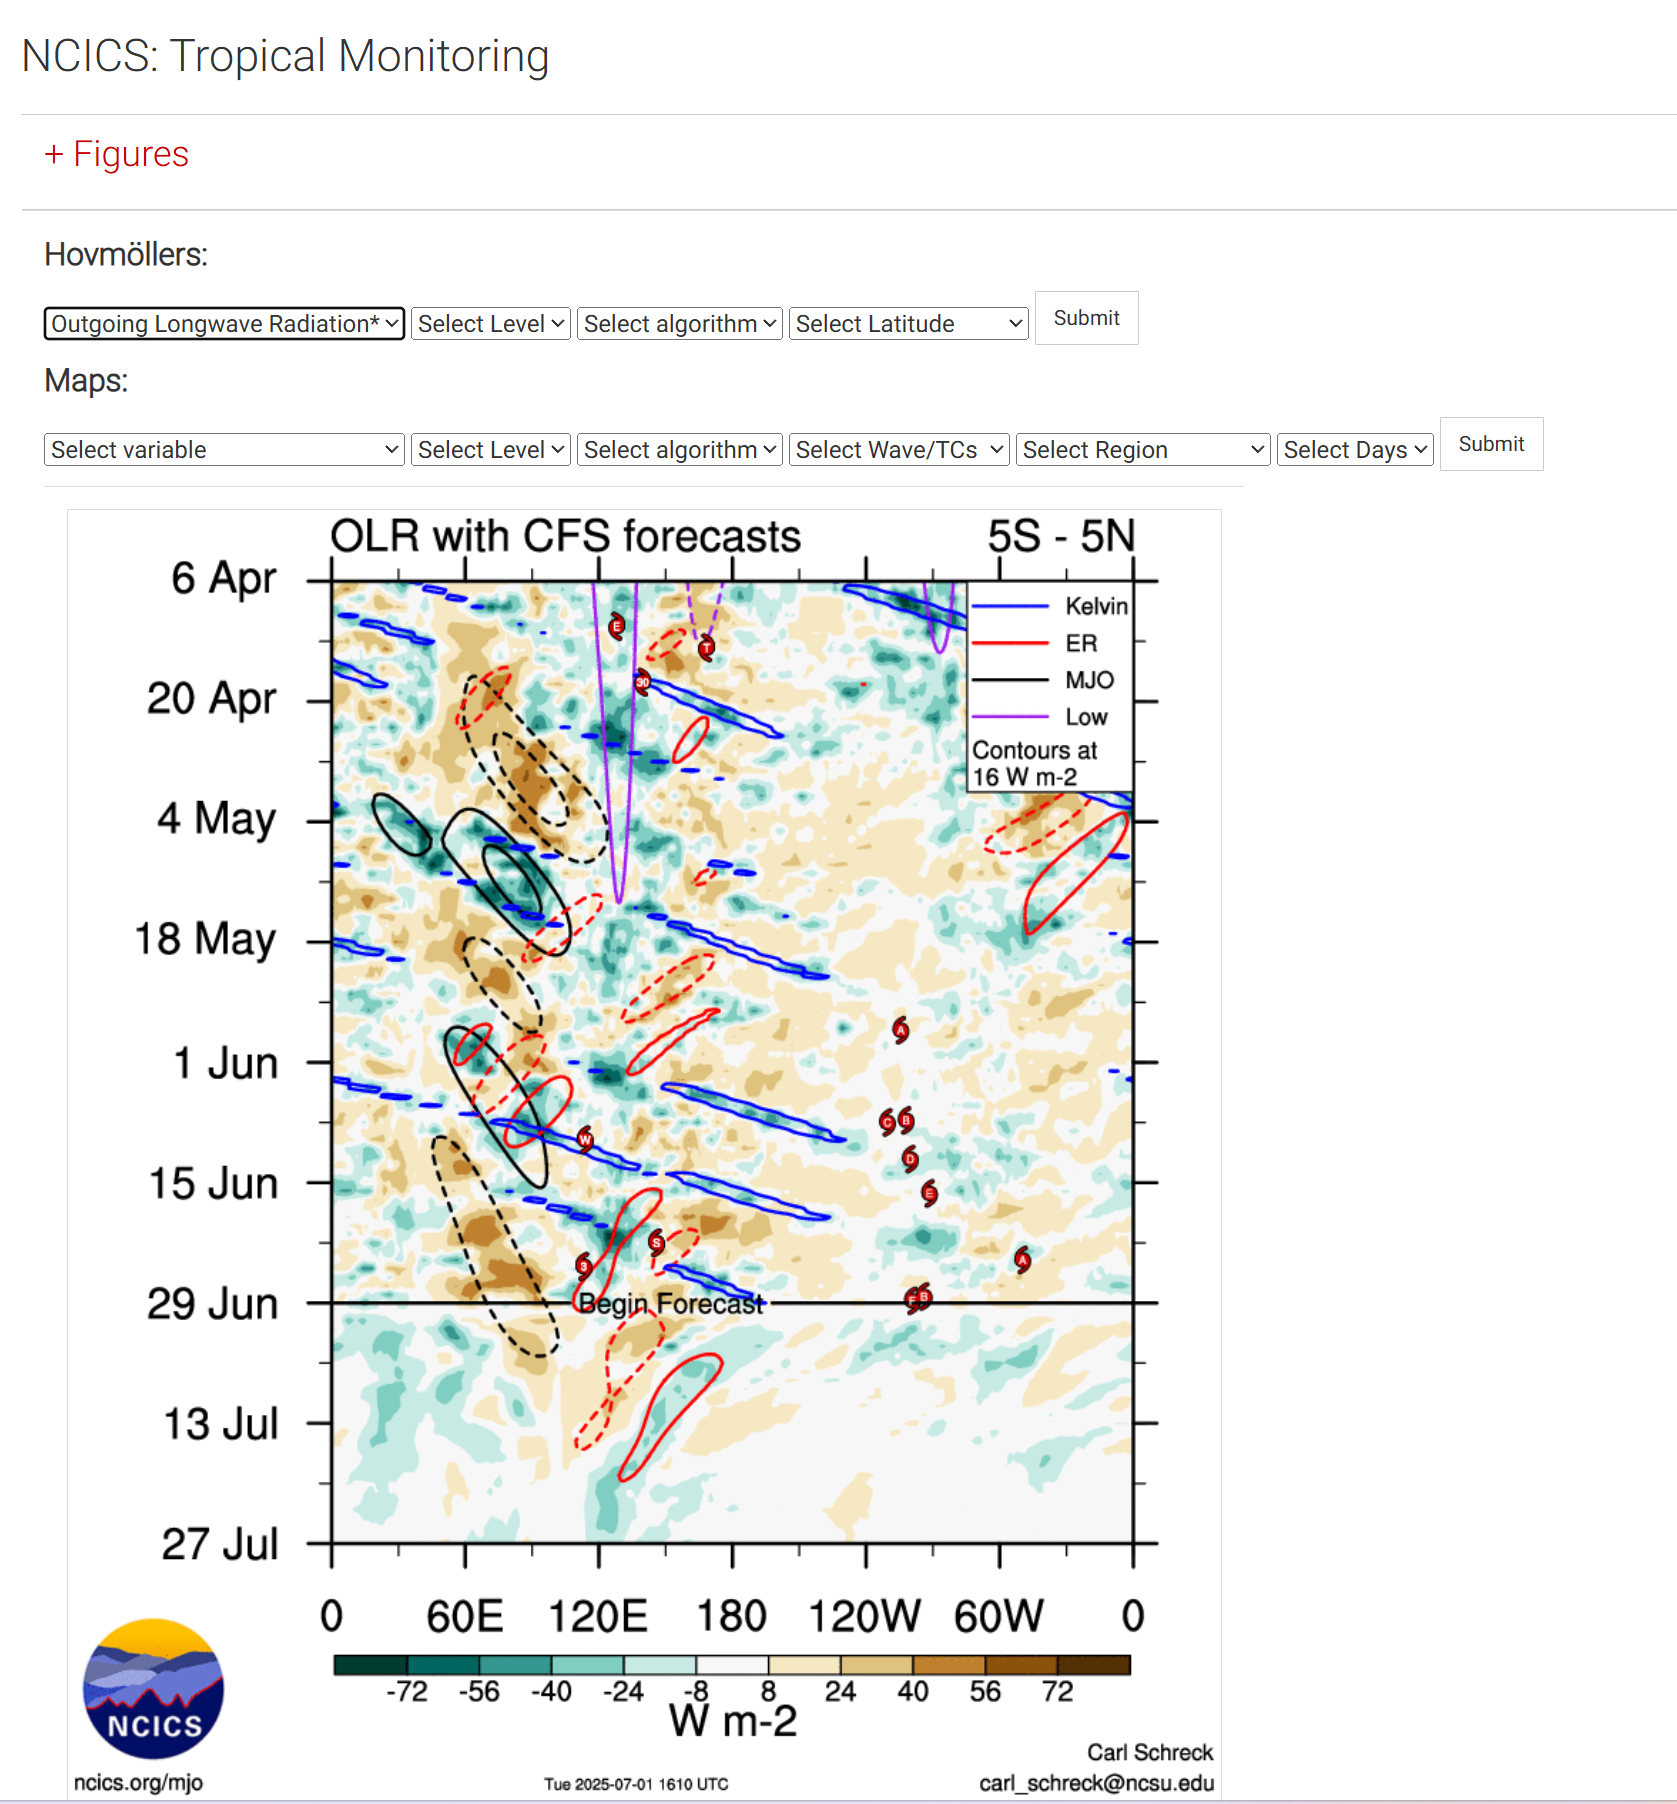 NCICS: Tropical Monitoring
+ Figures
Hovmöllers:
Outgoing Longwave Radiation* Select Level Select algorithm Select Latitude Submit
Maps:
Select variable Select Level Select algorithm Select Wave/TCs Select Region Select Days Submit
OLR with CFS forecasts 5S - 5N
6 Apr
20 Apr
4 May
18 May
1 Jun
15 Jun
29 Jun
13 Jul
27 Jul
Kelvin
ER
MJO
Low
Contours at
16 W m-2
E
T
30
A
C B
W
D
E
S
3
A
F B
Begin Forecast
0 60E 120E 180 120W 60W 0
-72 -56 -40 -24 -8 8 24 40 56 72
W m-2
NCICS
ncics.org/mjo
Tue 2025-07-01 1610 UTC
Carl Schreck
carl_schreck@ncsu.edu